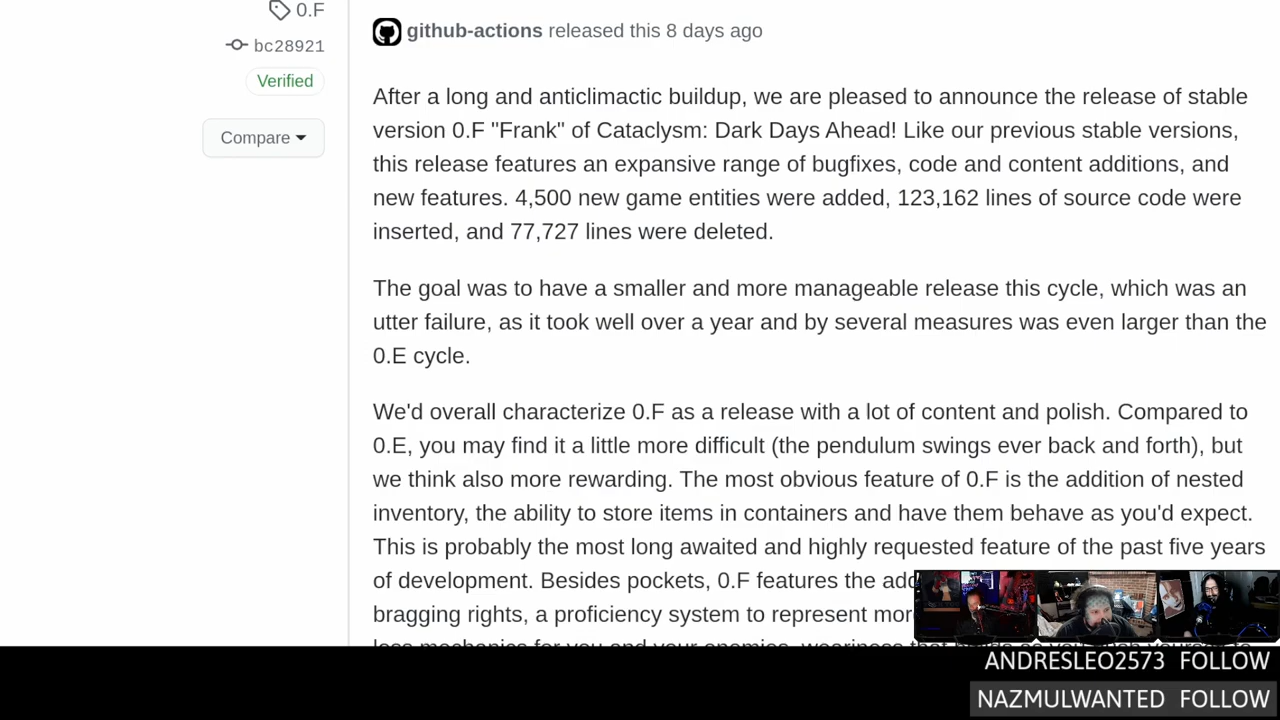 0.F
bc28921
Verified
Compare
github-actions released this 8 days ago
After a long and anticlimactic buildup, we are pleased to announce the release of stable
version 0.F "Frank" of Cataclysm: Dark Days Ahead! Like our previous stable versions,
this release features an expansive range of bugfixes, code and content additions, and
new features. 4,500 new game entities were added, 123,162 lines of source code were
inserted, and 77,727 lines were deleted.
The goal was to have a smaller and more manageable release this cycle, which was an
utter failure, as it took well over a year and by several measures was even larger than the
0.E cycle.
We'd overall characterize 0.F as a release with a lot of content and polish. Compared to
0.E, you may find it a little more difficult (the pendulum swings ever back and forth), but
we think also more rewarding. The most obvious feature of 0.F is the addition of nested
inventory, the ability to store items in containers and have them behave as you'd expect.
This is probably the most long awaited and highly requested feature of the past five years
of development. Besides pockets, 0.F features the
bragging rights, a proficiency system to represent
ANDRESLEO2573 FOLLOW
NAZMULWANTED FOLLOW